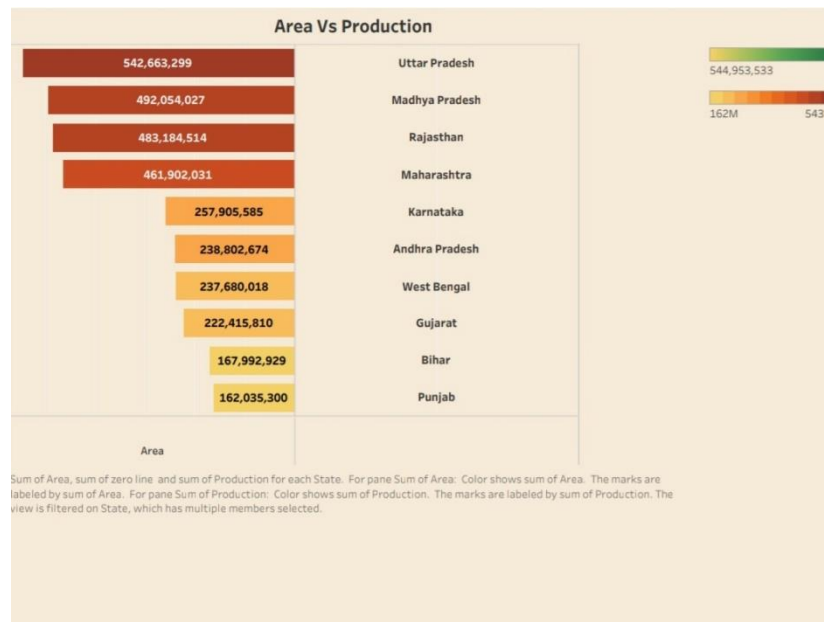 Area Vs Production
542,663,299 Uttar Pradesh
492,054,027 Madhya Pradesh
483,184,514 Rajasthan
461,902,031 Maharashtra
257,905,585 Karnataka
238,802,674 Andhra Pradesh
237,680,018 West Bengal
222,415,810 Gujarat
167,992,929 Bihar
162,035,300 Punjab
Area
544,953,533
162M 543
Sum of Area, sum of zero line and sum of Production for each State. For pane Sum of Area: Color shows sum of Area. The marks are
labeled by sum of Area. For pane Sum of Production: Color shows sum of Production. The marks are labeled by sum of Production. The
view is filtered on State, which has multiple members selected.